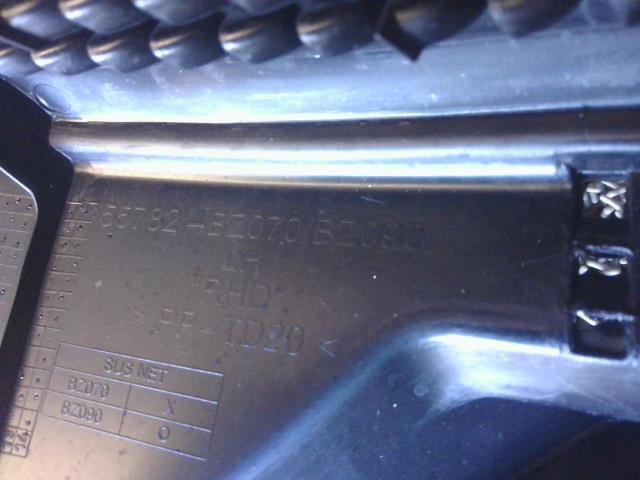 55782-BZ070/BZ090
LH
"RHD"
>PP-TD20<
SUS NET
BZ070 X
BZ090 O